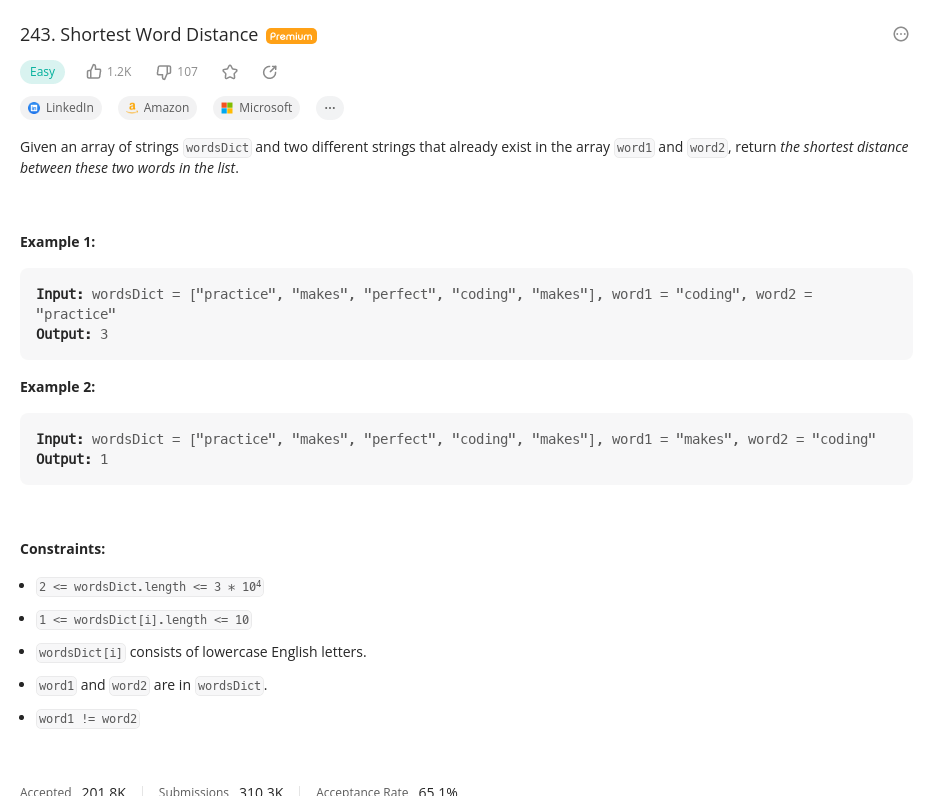 243. Shortest Word Distance Premium
Easy 1.2K 107
LinkedIn a Amazon Microsoft ...
Given an array of strings wordsDict and two different strings that already exist in the array word1 and word2, return the shortest distance
between these two words in the list.
Example 1:
Input: wordsDict = ["practice", "makes", "perfect", "coding", "makes"], word1 = "coding", word2 =
"practice"
Output: 3
Example 2:
Input: wordsDict = ["practice", "makes", "perfect", "coding", "makes"], word1 = "makes", word2 = "coding"
Output: 1
Constraints:
• 2 <= wordsDict.length <= 3 * 10⁴
• 1 <= wordsDict[i].length <= 10
• wordsDict[i] consists of lowercase English letters.
• word1 and word2 are in wordsDict.
• word1 != word2
Accepted 201.8K Submissions 310.3K Acceptance Rate 65.1%